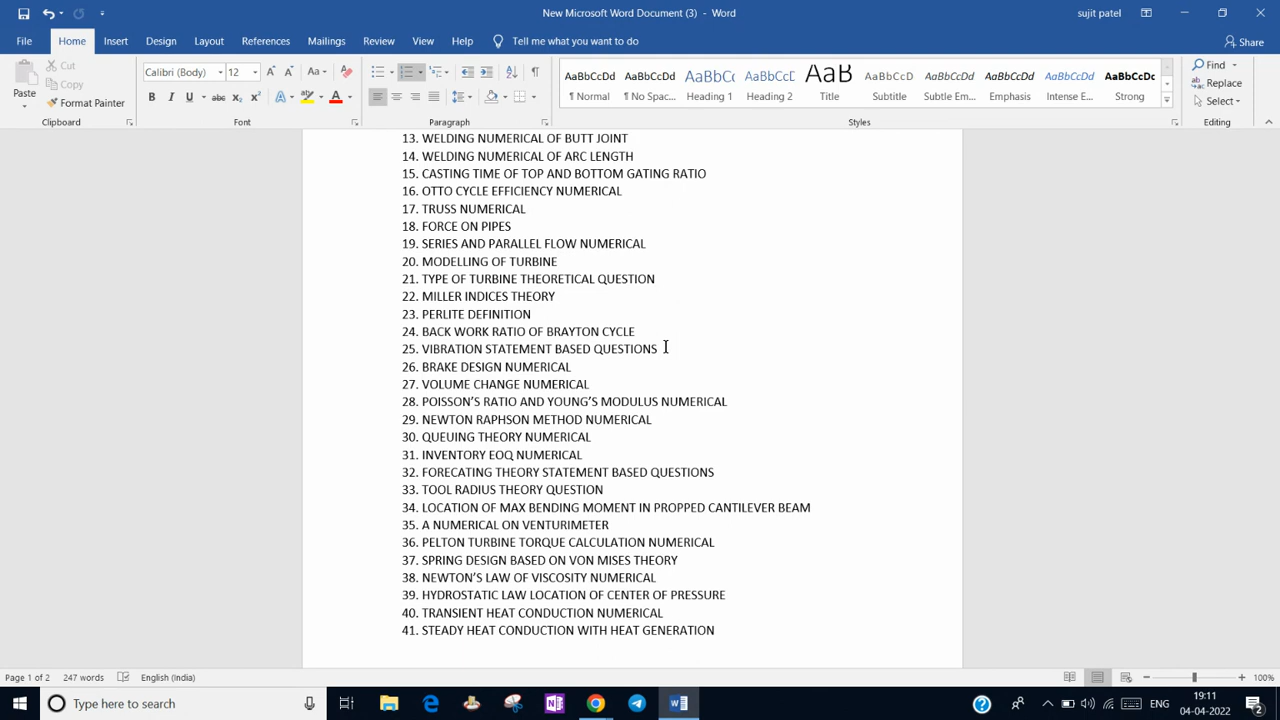 New Microsoft Word Document (3) - Word
sujit patel
File Home Insert Design Layout References Mailings Review View Help Tell me what you want to do Share
Paste
Cut
Copy
Format Painter
Clipboard
Calibri (Body) 12
Font
Paragraph
AaBbCcDd AaBbCcDd AaBbC AaBbCcC AaB AaBbCcD AaBbCcDd AaBbCcDd AaBbCcDd AaBbCcDc
¶ Normal ¶ No Spac... Heading 1 Heading 2 Title Subtitle Subtle Em... Emphasis Intense E... Strong
Styles
Find
Replace
Select
Editing
13. WELDING NUMERICAL OF BUTT JOINT
14. WELDING NUMERICAL OF ARC LENGTH
15. CASTING TIME OF TOP AND BOTTOM GATING RATIO
16. OTTO CYCLE EFFICIENCY NUMERICAL
17. TRUSS NUMERICAL
18. FORCE ON PIPES
19. SERIES AND PARALLEL FLOW NUMERICAL
20. MODELLING OF TURBINE
21. TYPE OF TURBINE THEORETICAL QUESTION
22. MILLER INDICES THEORY
23. PERLITE DEFINITION
24. BACK WORK RATIO OF BRAYTON CYCLE
25. VIBRATION STATEMENT BASED QUESTIONS
26. BRAKE DESIGN NUMERICAL
27. VOLUME CHANGE NUMERICAL
28. POISSON'S RATIO AND YOUNG'S MODULUS NUMERICAL
29. NEWTON RAPHSON METHOD NUMERICAL
30. QUEUING THEORY NUMERICAL
31. INVENTORY EOQ NUMERICAL
32. FORECATING THEORY STATEMENT BASED QUESTIONS
33. TOOL RADIUS THEORY QUESTION
34. LOCATION OF MAX BENDING MOMENT IN PROPPED CANTILEVER BEAM
35. A NUMERICAL ON VENTURIMETER
36. PELTON TURBINE TORQUE CALCULATION NUMERICAL
37. SPRING DESIGN BASED ON VON MISES THEORY
38. NEWTON'S LAW OF VISCOSITY NUMERICAL
39. HYDROSTATIC LAW LOCATION OF CENTER OF PRESSURE
40. TRANSIENT HEAT CONDUCTION NUMERICAL
41. STEADY HEAT CONDUCTION WITH HEAT GENERATION
Page 1 of 2 247 words English (India) 100%
Type here to search
ENG
19:11
04-04-2022
2